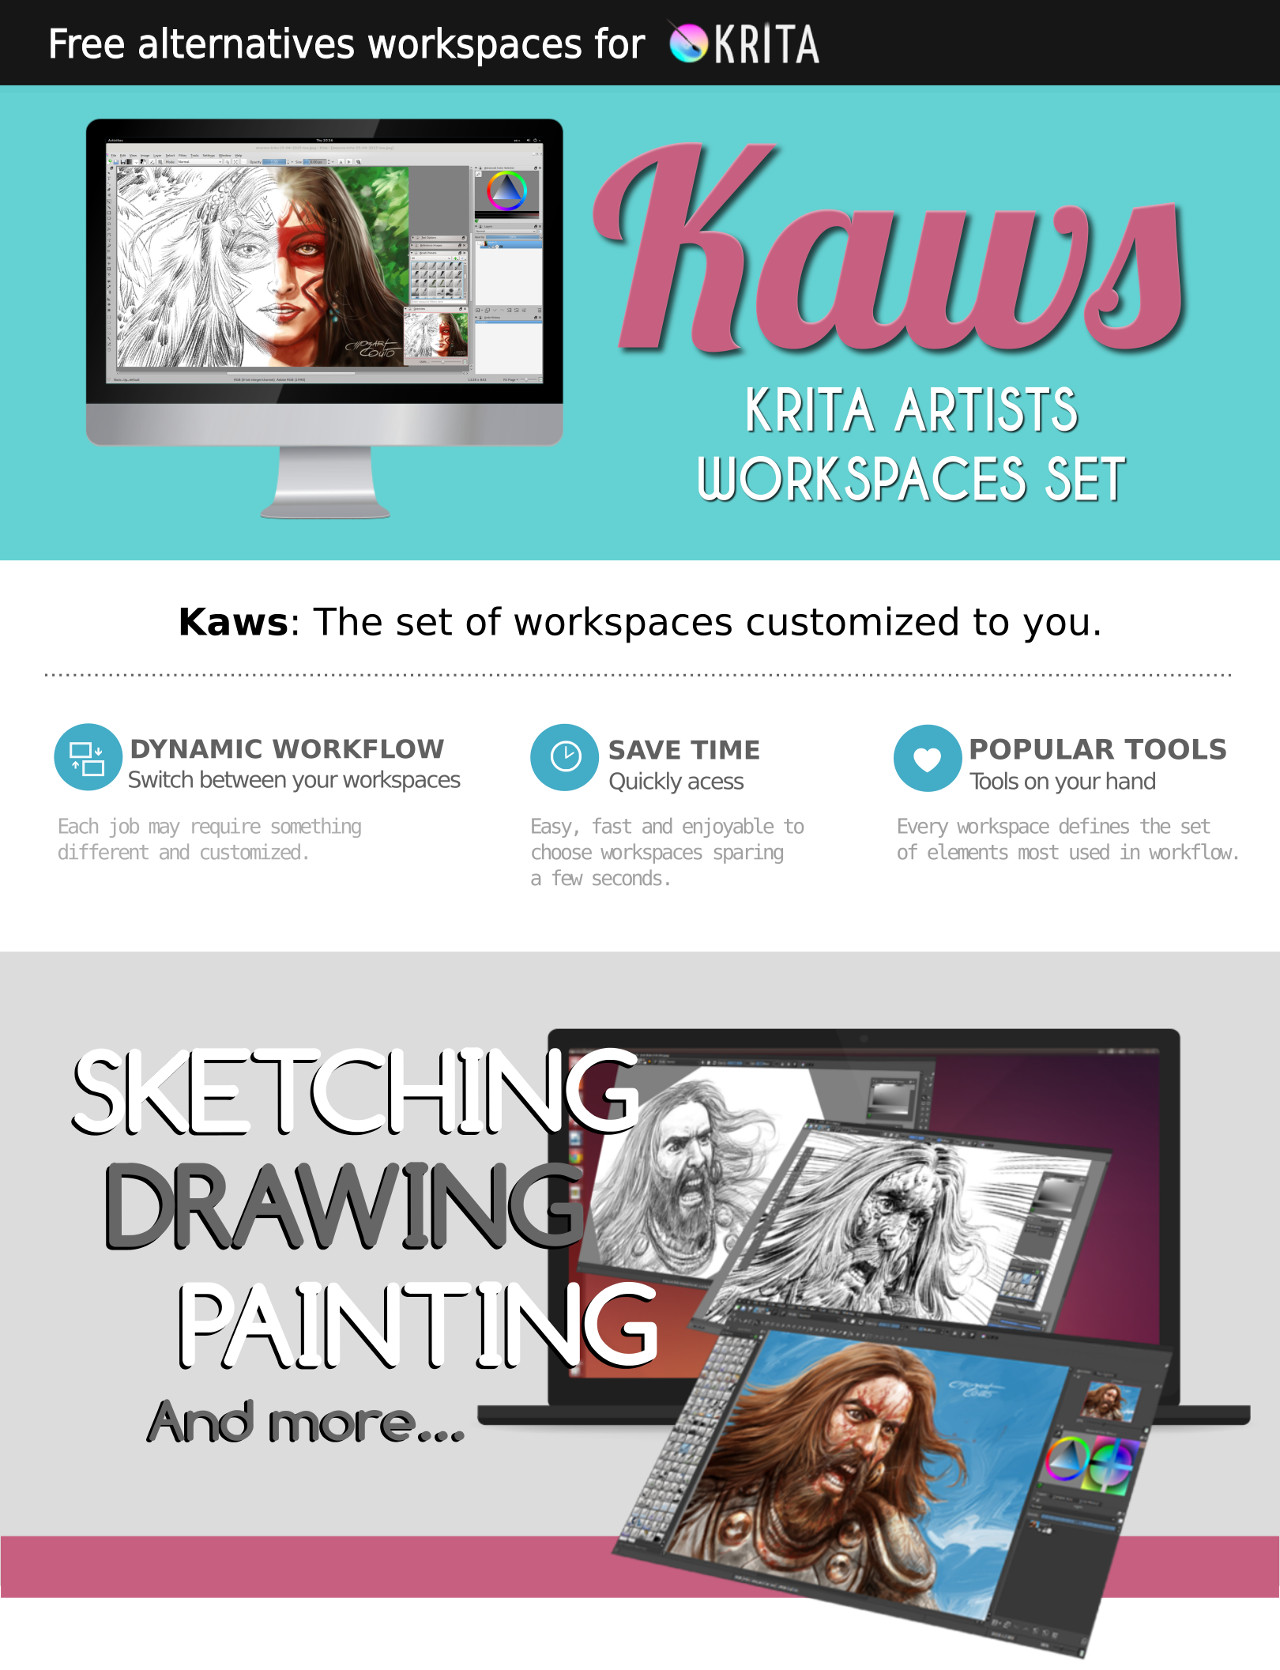 Free alternatives workspaces for KRITA
Kaws
KRITA ARTISTS
WORKSPACES SET
Kaws: The set of workspaces customized to you.
DYNAMIC WORKFLOW
Switch between your workspaces
Each job may require something
different and customized.
SAVE TIME
Quickly acess
Easy, fast and enjoyable to
choose workspaces sparing
a few seconds.
POPULAR TOOLS
Tools on your hand
Every workspace defines the set
of elements most used in workflow.
SKETCHING
DRAWING
PAINTING
And more...